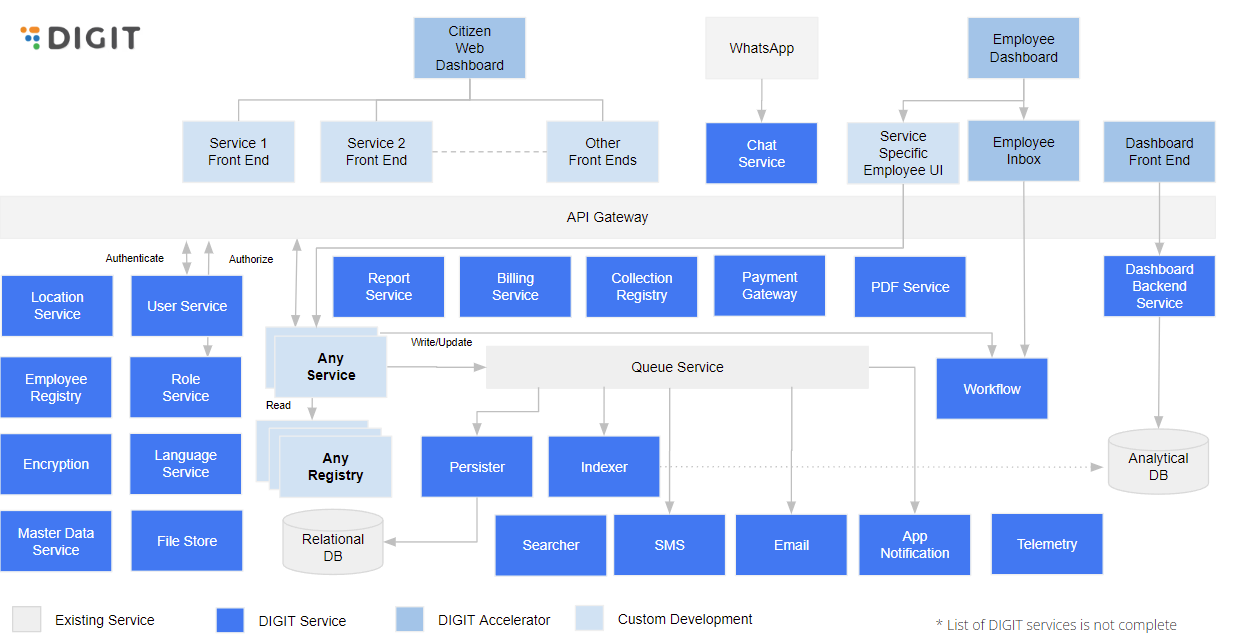 DIGIT
Citizen
Web
Dashboard
WhatsApp
Employee
Dashboard
Service 1
Front End
Service 2
Front End
Other
Front Ends
Chat
Service
Service
Specific
Employee UI
Employee
Inbox
Dashboard
Front End
API Gateway
Authenticate
Authorize
Location
Service
User Service
Report
Service
Billing
Service
Collection
Registry
Payment
Gateway
PDF Service
Dashboard
Backend
Service
Any
Service
Write/Update
Queue Service
Employee
Registry
Role
Service
Workflow
Read
Encryption
Language
Service
Any
Registry
Persister
Indexer
Analytical
DB
Master Data
Service
File Store
Relational
DB
Searcher
SMS
Email
App
Notification
Telemetry
Existing Service
DIGIT Service
DIGIT Accelerator
Custom Development
* List of DIGIT services is not complete